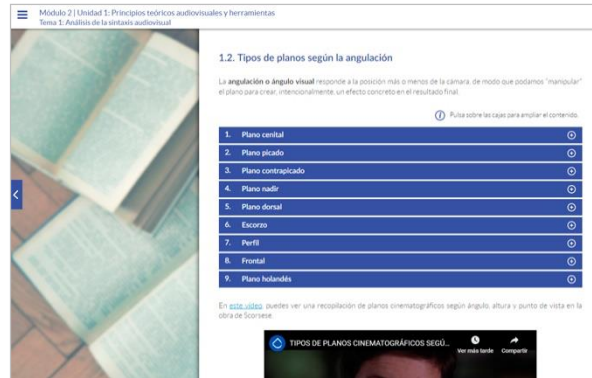 Módulo 2 | Unidad 1: Principios teóricos audiovisuales y herramientas
Tema 1: Análisis de la sintaxis audiovisual
1.2. Tipos de planos según la angulación
La angulación o ángulo visual responde a la posición más o menos de la cámara, de modo que podamos "manipular"
el plano para crear, intencionalmente, un efecto concreto en el resultado final.
Pulsa sobre las cajas para ampliar el contenido.
1. Plano cenital
2. Plano picado
3. Plano contrapicado
4. Plano nadir
5. Plano dorsal
6. Escorzo
7. Perfil
8. Frontal
9. Plano holandés
En este vídeo, puedes ver una recopilación de planos cinematográficos según ángulo, altura y punto de vista en la
obra de Scorsese.
TIPOS DE PLANOS CINEMATOGRÁFICOS SEGÚ...
Ver más tarde
Compartir